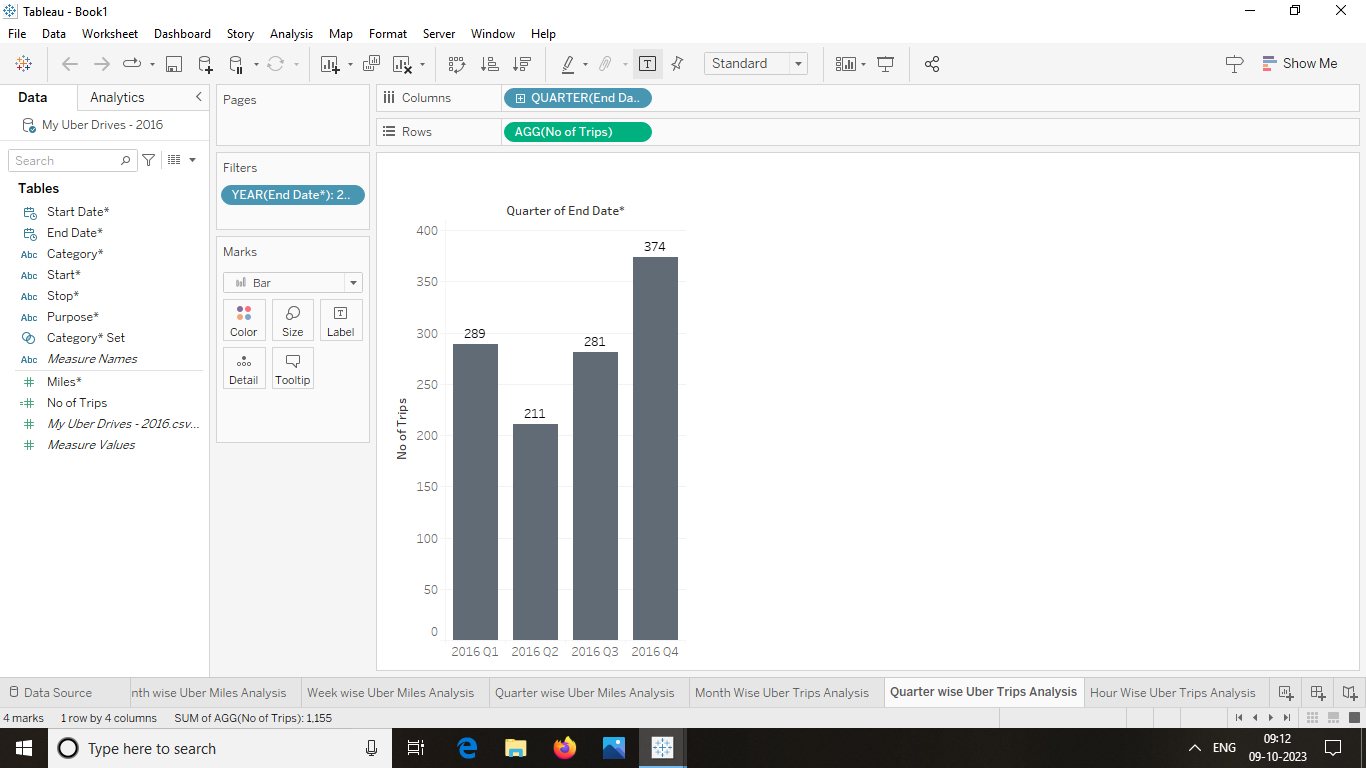 Tableau - Book1
File Data Worksheet Dashboard Story Analysis Map Format Server Window Help
Standard
Show Me
Data Analytics
My Uber Drives - 2016
Search
Tables
Start Date*
End Date*
Abc Category*
Abc Start*
Abc Stop*
Abc Purpose*
Category* Set
Abc Measure Names
Miles*
No of Trips
My Uber Drives - 2016.csv...
Measure Values
Pages
Filters
YEAR(End Date*): 2..
Marks
Bar
Color Size Label
Detail Tooltip
Columns QUARTER(End Da..
Rows AGG(No of Trips)
Quarter of End Date*
No of Trips
400
350
300
250
200
150
100
50
0
289 211 281 374
2016 Q1 2016 Q2 2016 Q3 2016 Q4
Data Source nth wise Uber Miles Analysis Week wise Uber Miles Analysis Quarter wise Uber Miles Analysis Month Wise Uber Trips Analysis Quarter wise Uber Trips Analysis Hour Wise Uber Trips Analysis
4 marks 1 row by 4 columns SUM of AGG(No of Trips): 1,155
Type here to search
ENG
09:12
09-10-2023